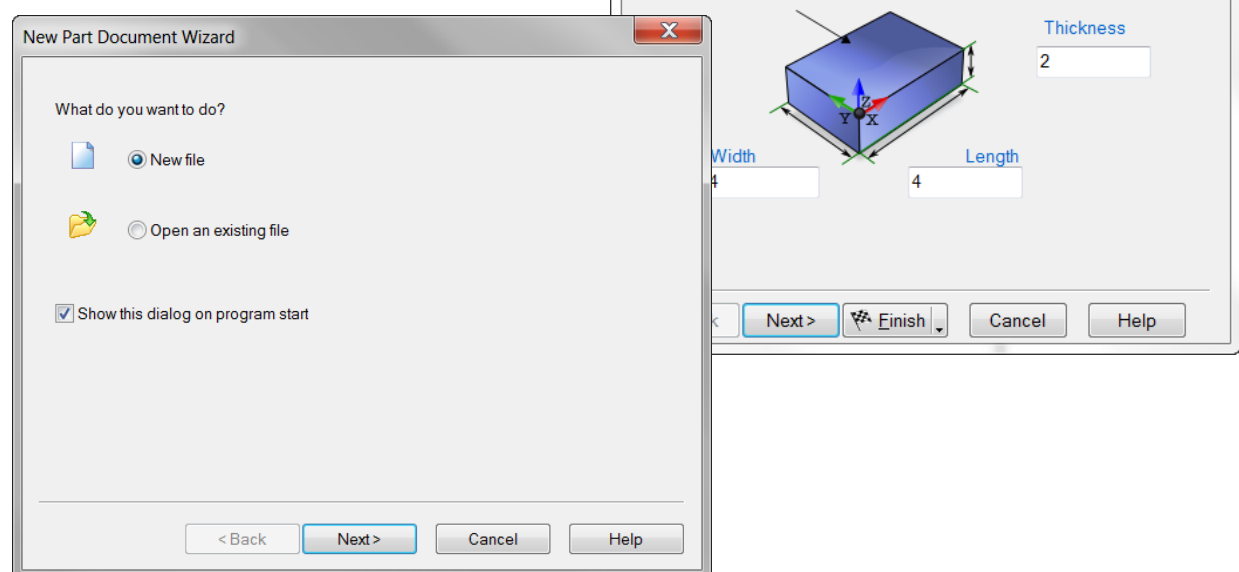 New Part Document Wizard
What do you want to do?
New file
Open an existing file
Show this dialog on program start
< Back Next > Cancel Help
Thickness
2
Z
Y X
Width Length
4 4
k Next > Finish Cancel Help